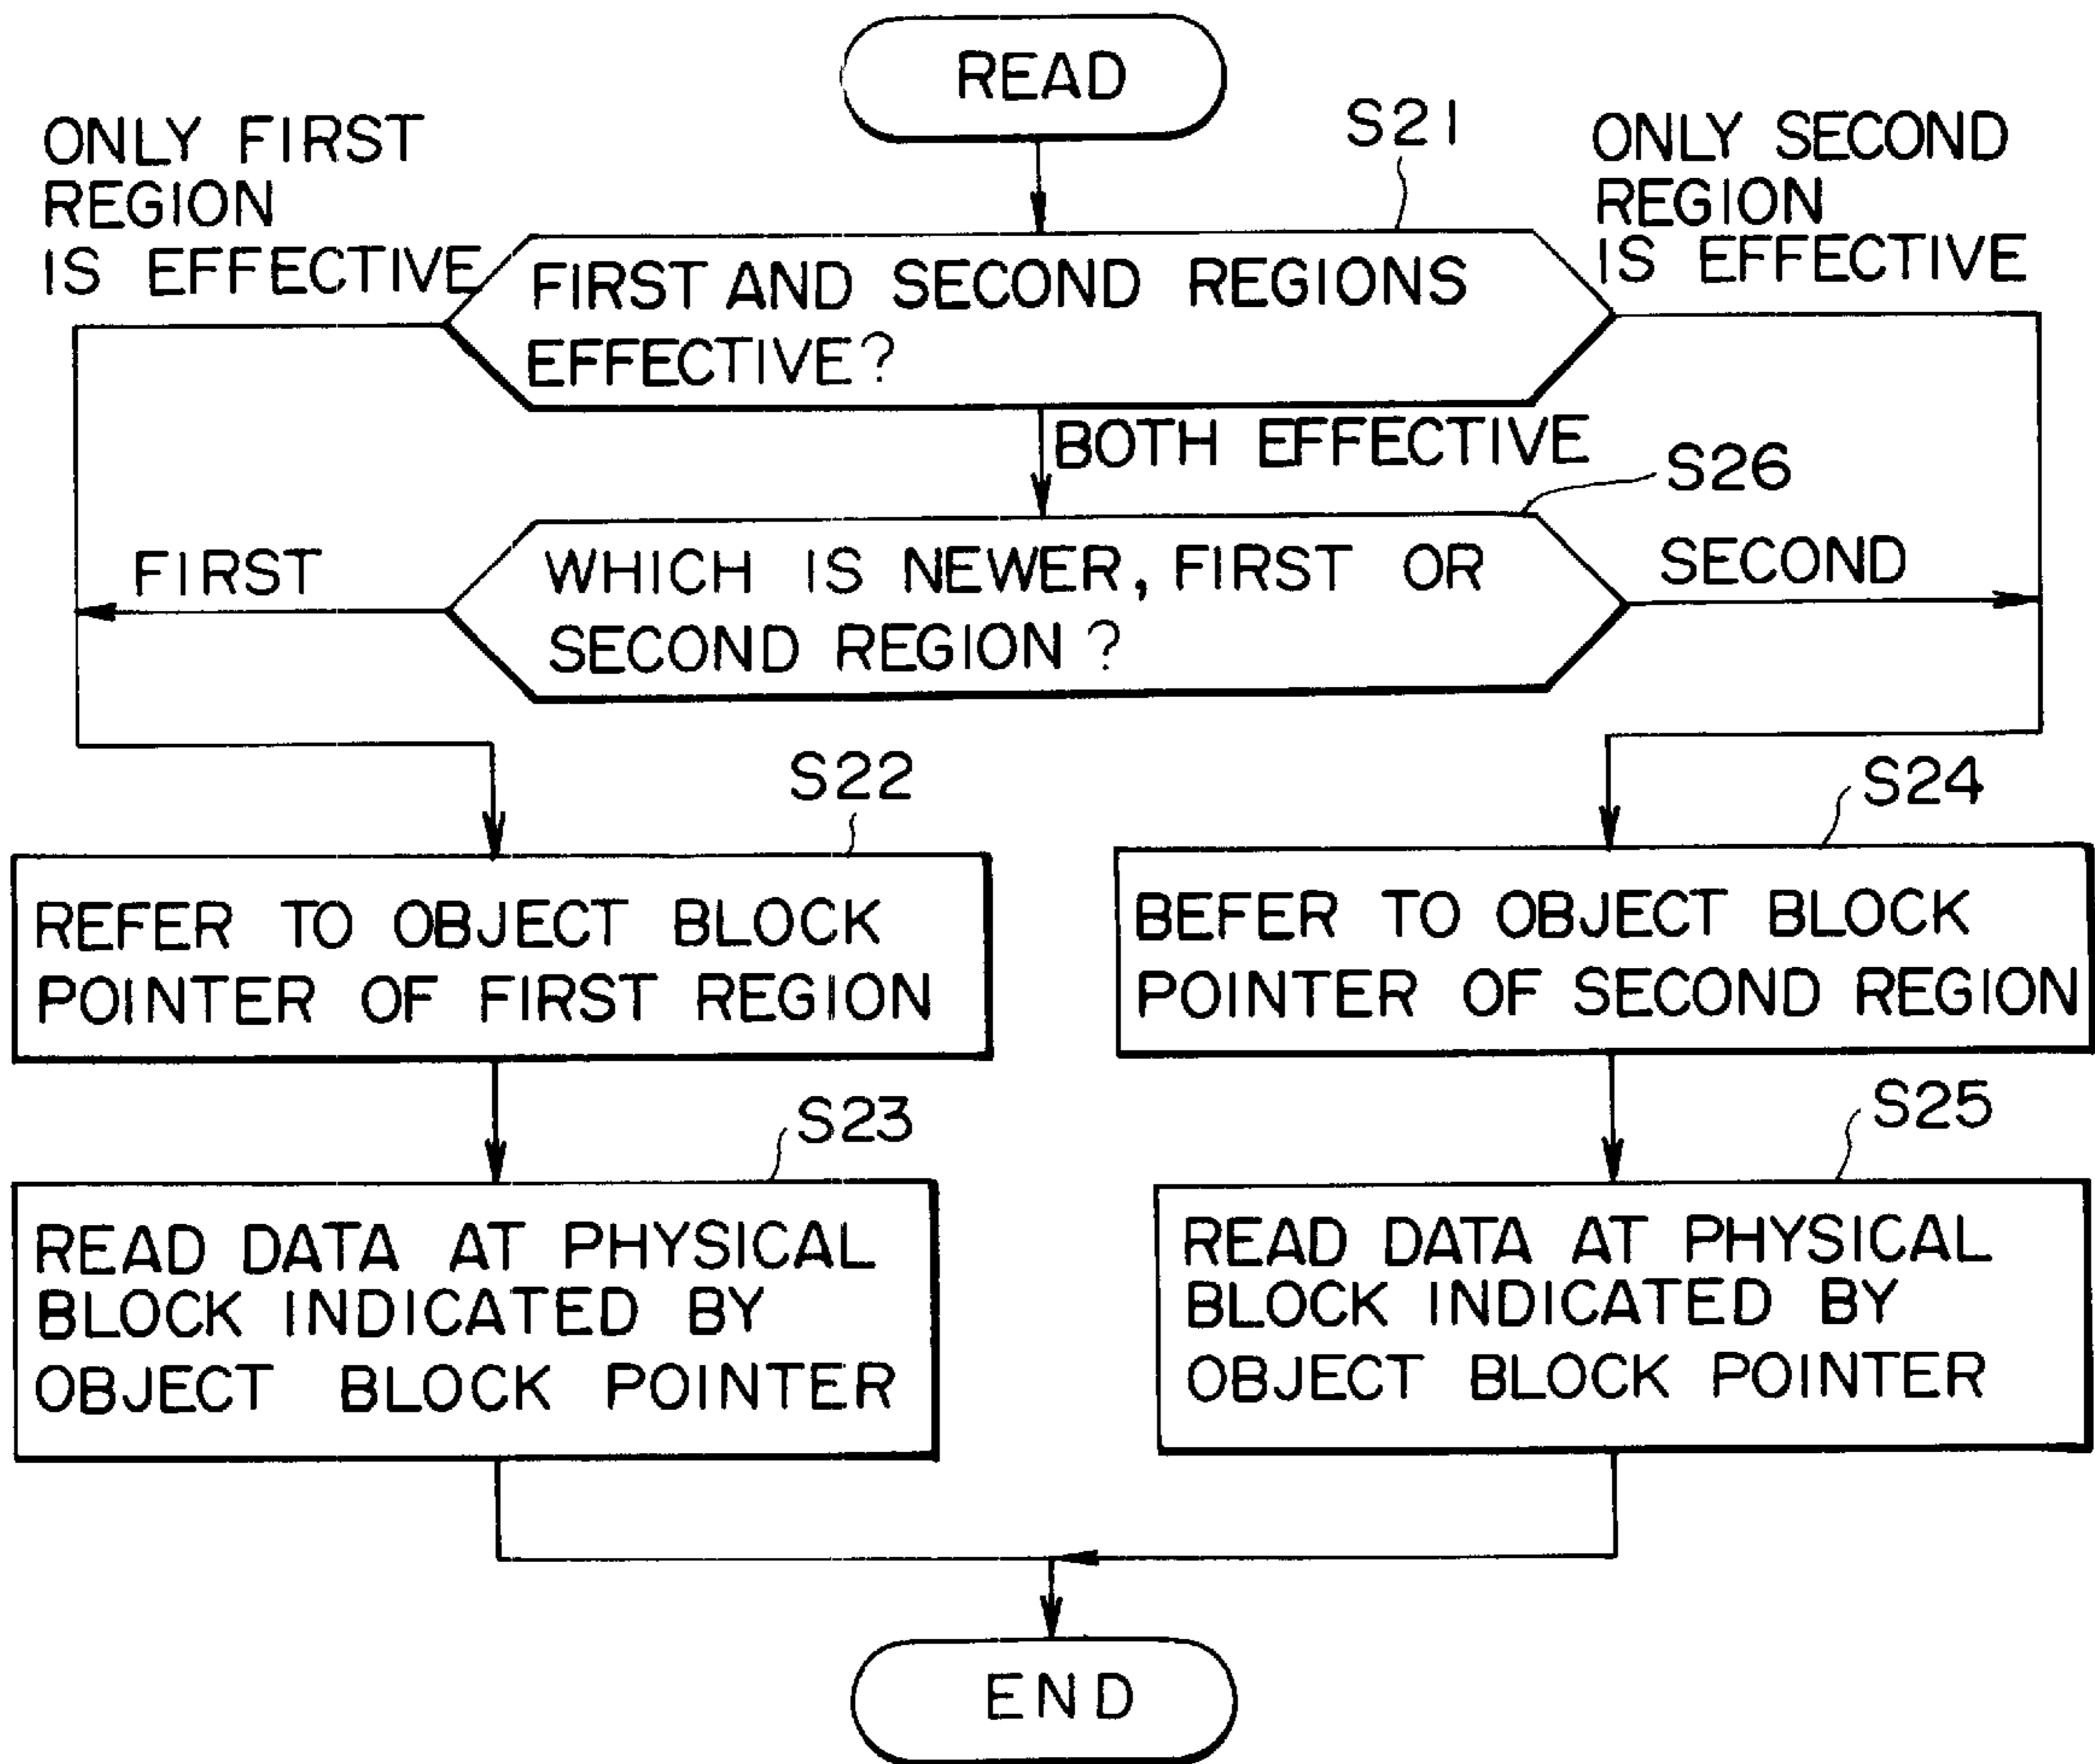 READ
S21
ONLY FIRST
REGION
IS EFFECTIVE
ONLY SECOND
REGION
IS EFFECTIVE
FIRST AND SECOND REGIONS
EFFECTIVE?
BOTH EFFECTIVE
S26
FIRST
WHICH IS NEWER, FIRST OR
SECOND REGION?
SECOND
S22
REFER TO OBJECT BLOCK
POINTER OF FIRST REGION
S24
BEFER TO OBJECT BLOCK
POINTER OF SECOND REGION
S23
READ DATA AT PHYSICAL
BLOCK INDICATED BY
OBJECT BLOCK POINTER
S25
READ DATA AT PHYSICAL
BLOCK INDICATED BY
OBJECT BLOCK POINTER
END